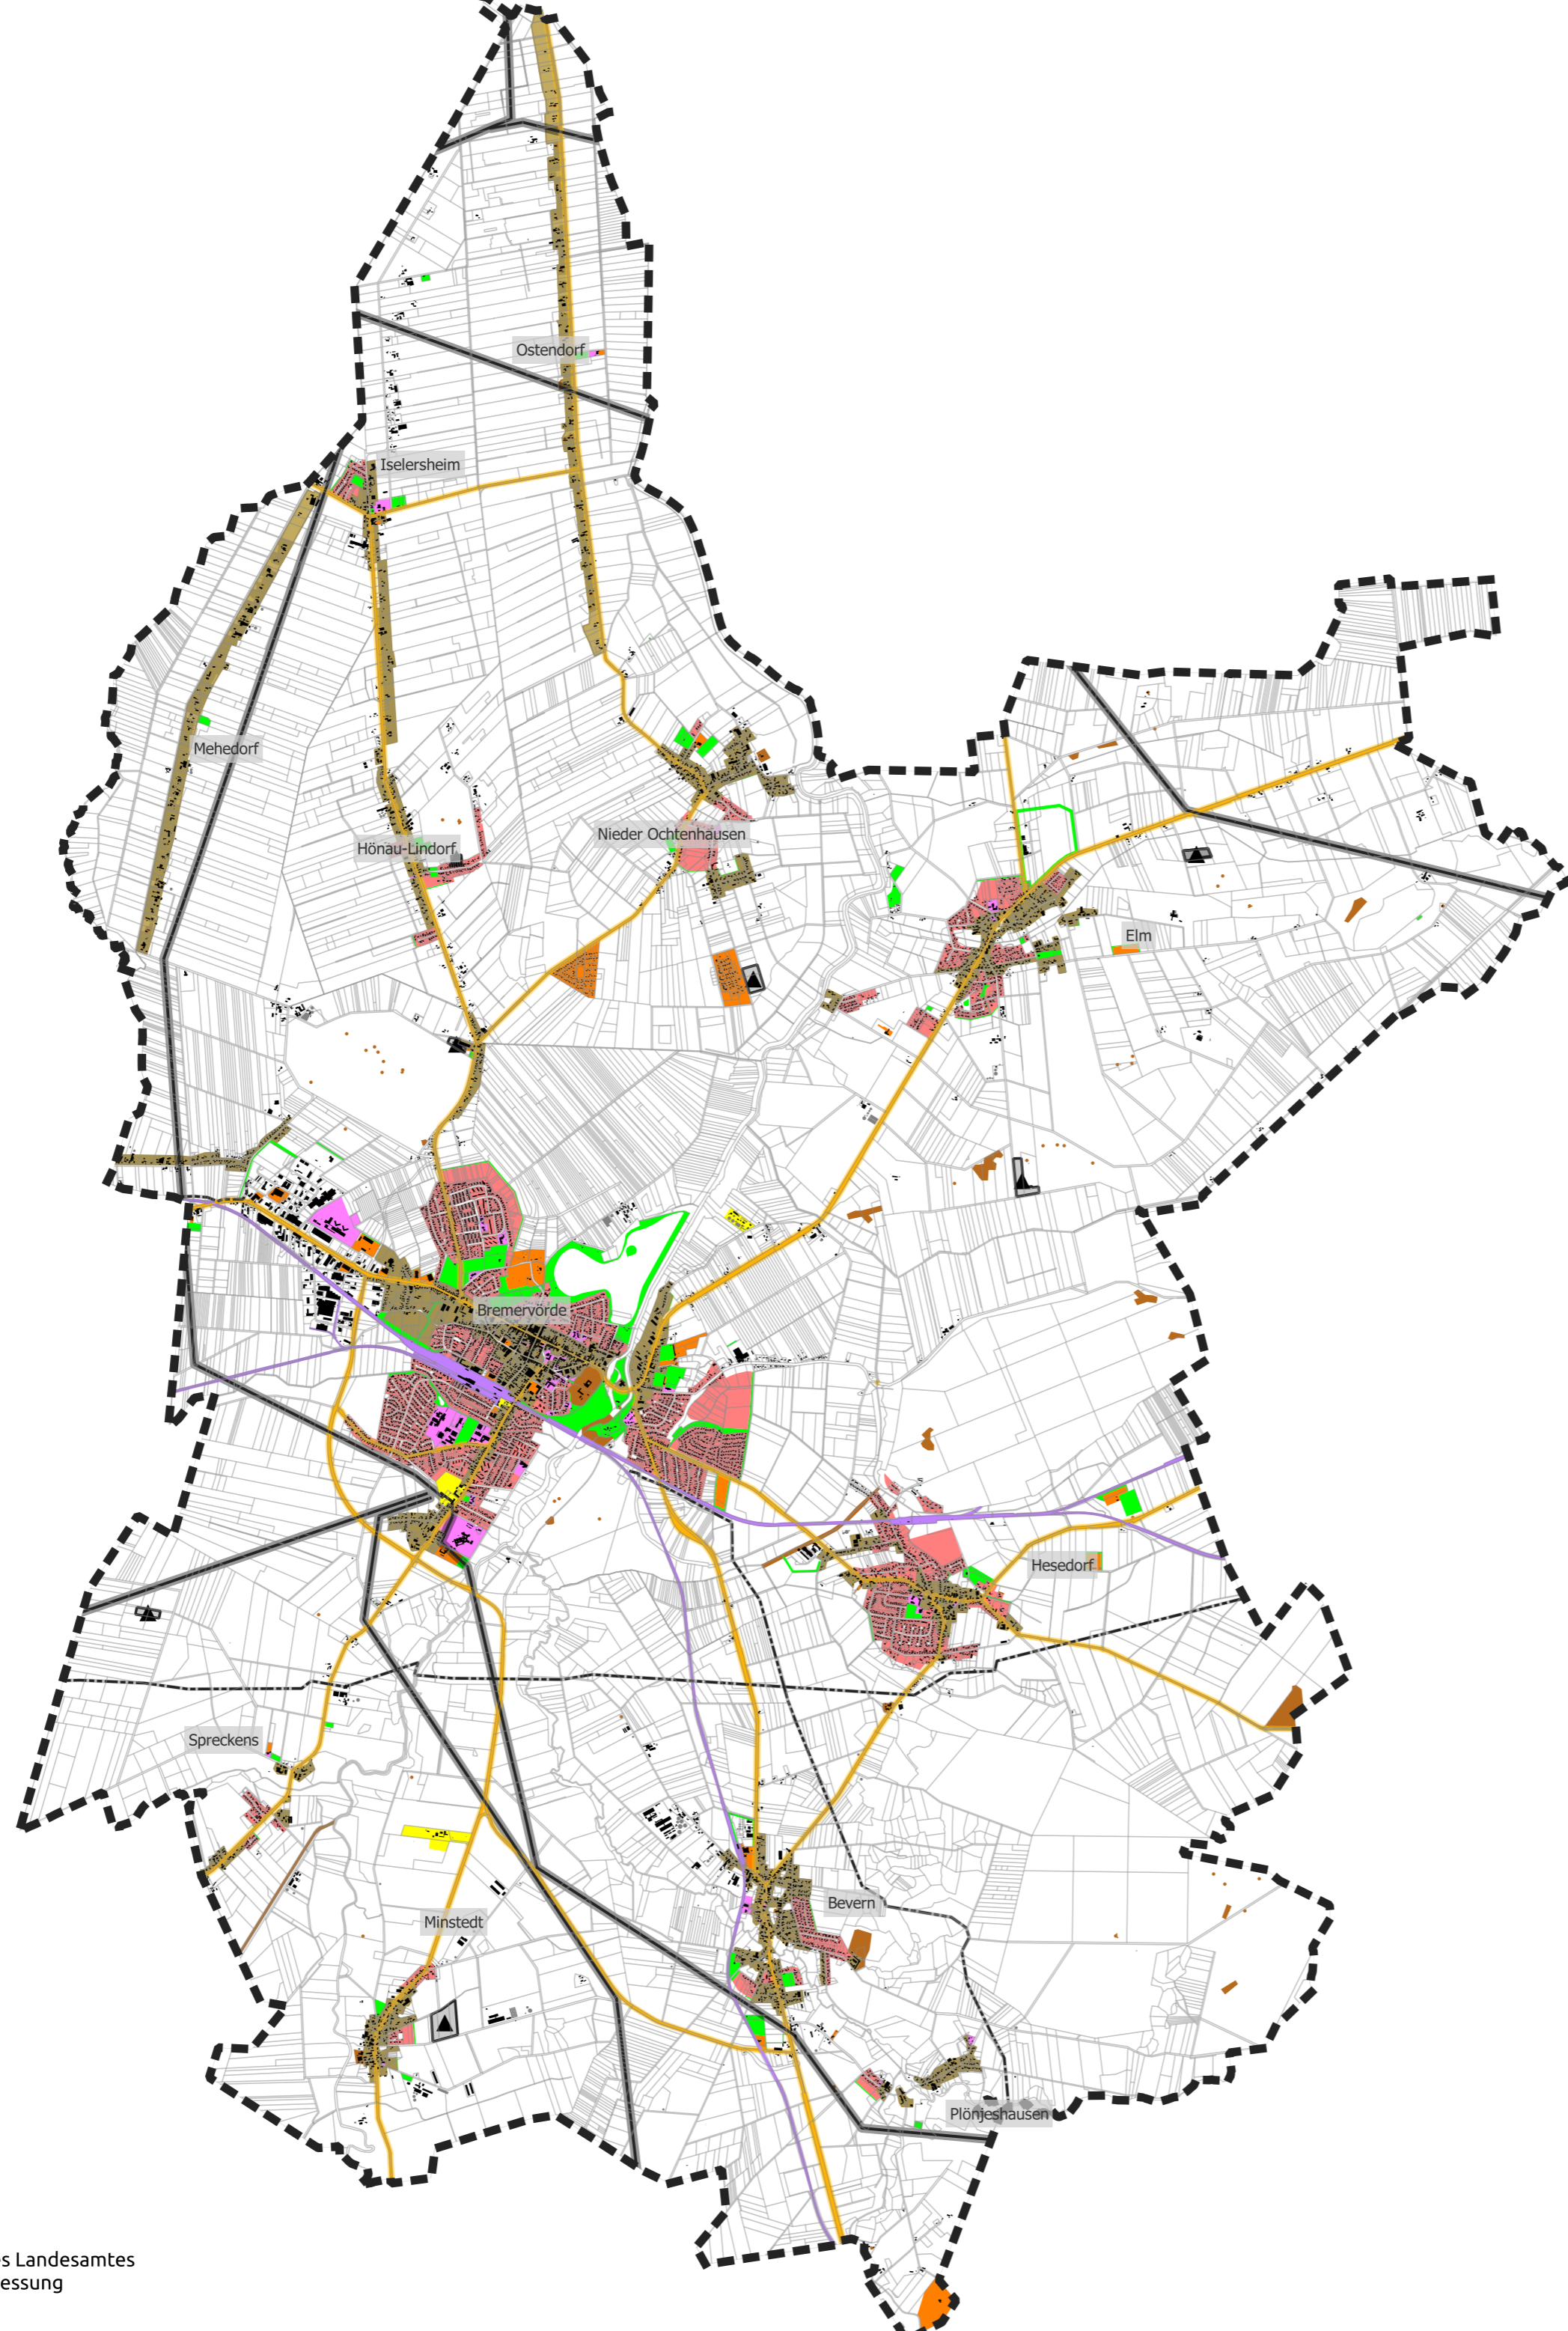 Ostendorf
Iselersheim
Mehedorf
Nieder Ochtenhausen
Hönau-Lindorf
Elm
Bremervörde
Hesedorf
Spreckens
Bevern
Minstedt
Plönjeshausen
s Landesamtes
essung